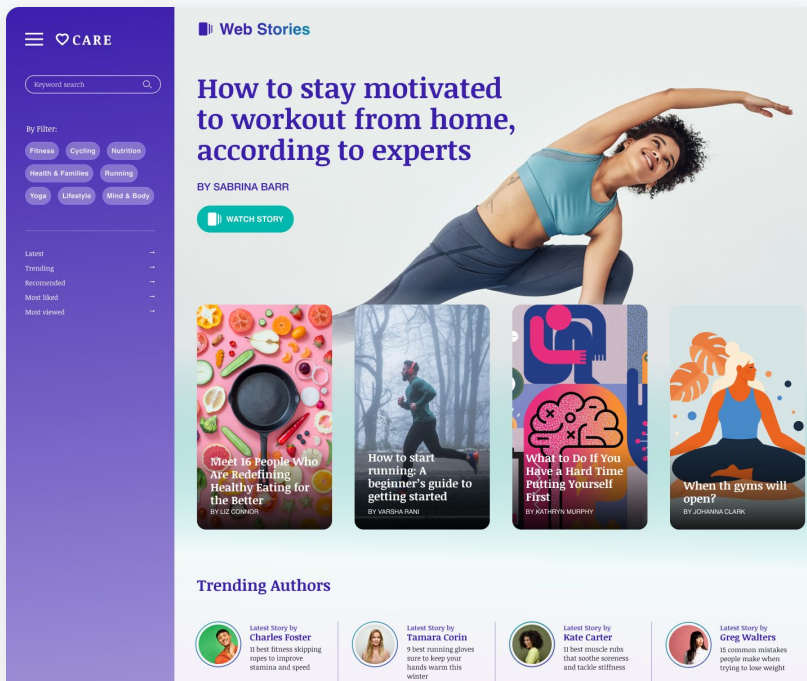 CARE
Keyword search
By Filter:
Fitness
Cycling
Nutrition
Health & Families
Running
Yoga
Lifestyle
Mind & Body
Latest →
Trending →
Recomended →
Most liked →
Most viewed →
Web Stories
How to stay motivated
to workout from home,
according to experts
BY SABRINA BARR
WATCH STORY
Meet 16 People Who
Are Redefining
Healthy Eating for
the Better
BY LIZ CONNOR
How to start
running: A
beginner's guide to
getting started
BY VARSHA RANI
What to Do If You
Have a Hard Time
Putting Yourself
First
BY KATHRYN MURPHY
When th gyms will
open?
BY JOHANNA CLARK
Trending Authors
Latest Story by
Charles Foster
11 best fitness skipping
ropes to improve
stamina and speed
Latest Story by
Tamara Corin
9 best running gloves
sure to keep your
hands warm this
winter
Latest Story by
Kate Carter
11 best muscle rubs
that soothe soreness
and tackle stiffness
Latest Story by
Greg Walters
15 common mistakes
people make when
trying to lose weight